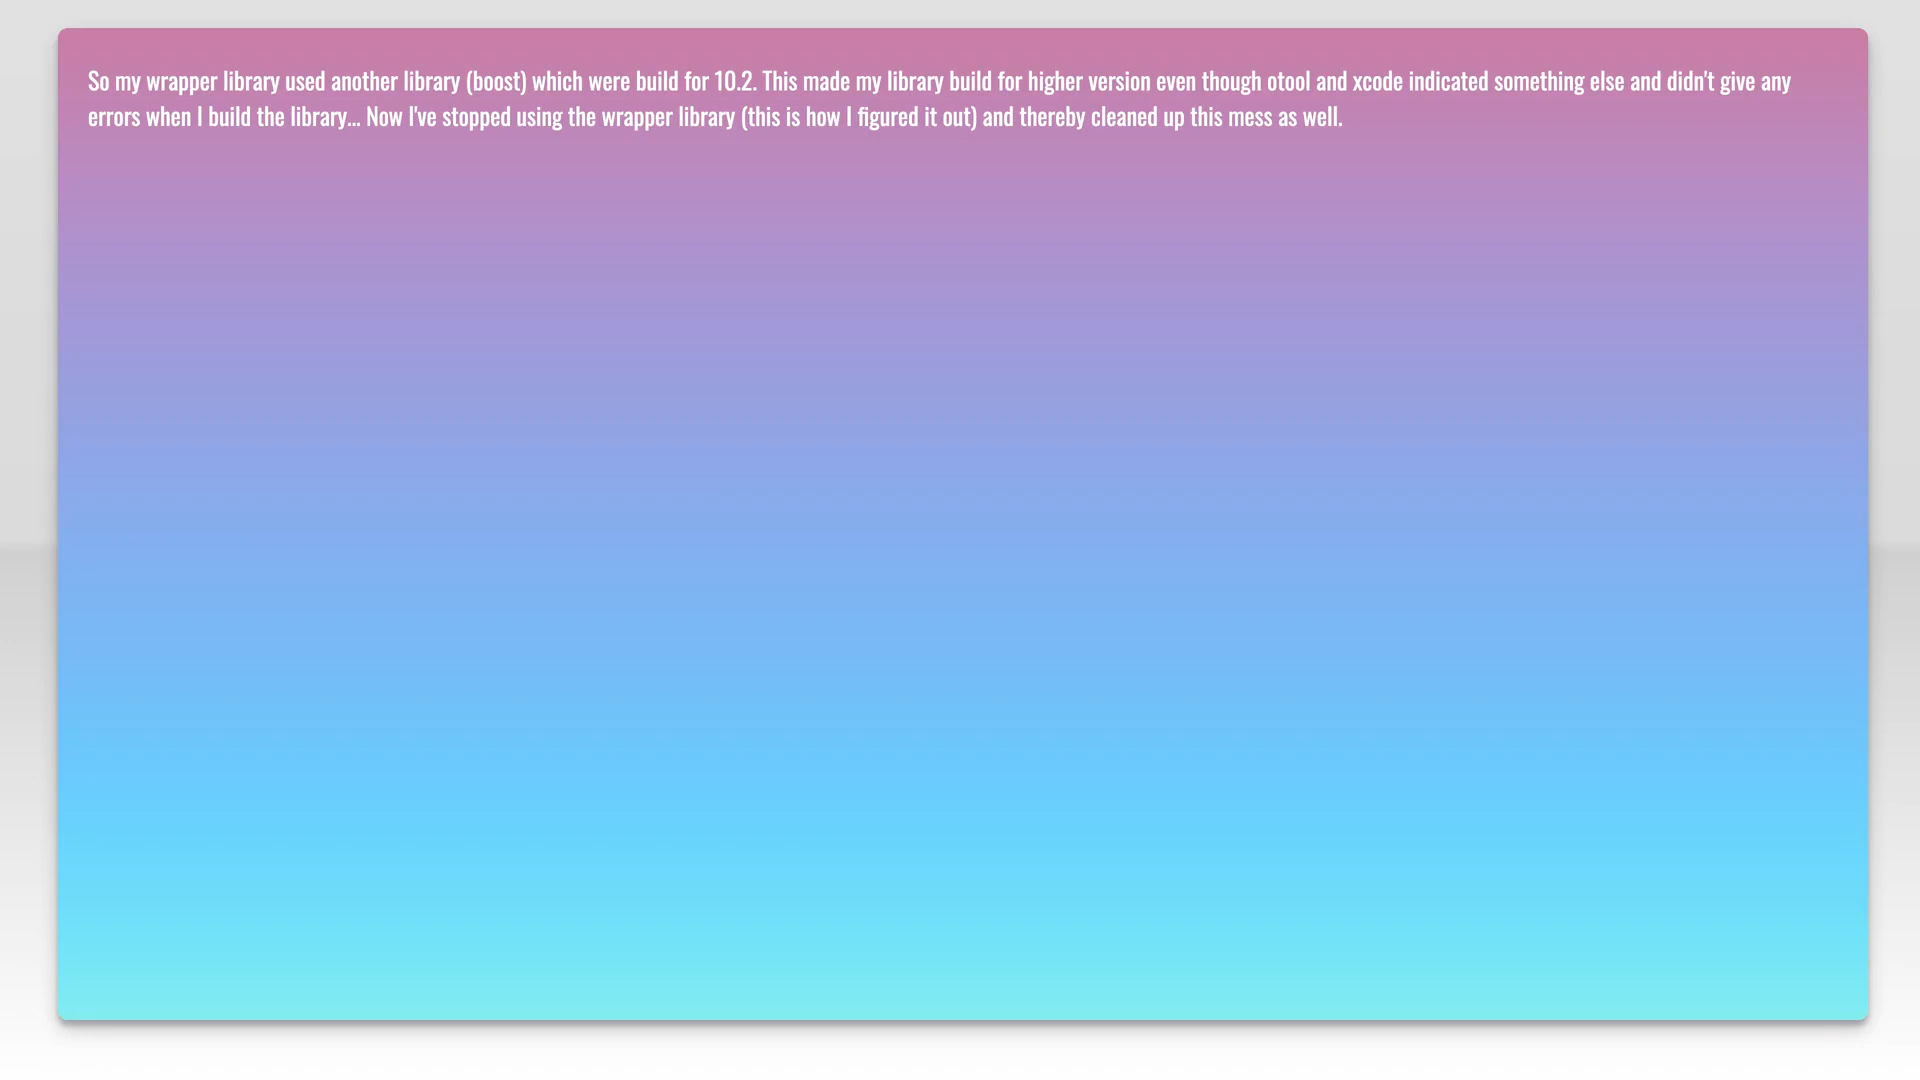 So my wrapper library used another library (boost) which were build for 10.2. This made my library build for higher version even though otool and xcode indicated something else and didn't give any
errors when I build the library... Now I've stopped using the wrapper library (this is how I figured it out) and thereby cleaned up this mess as well.